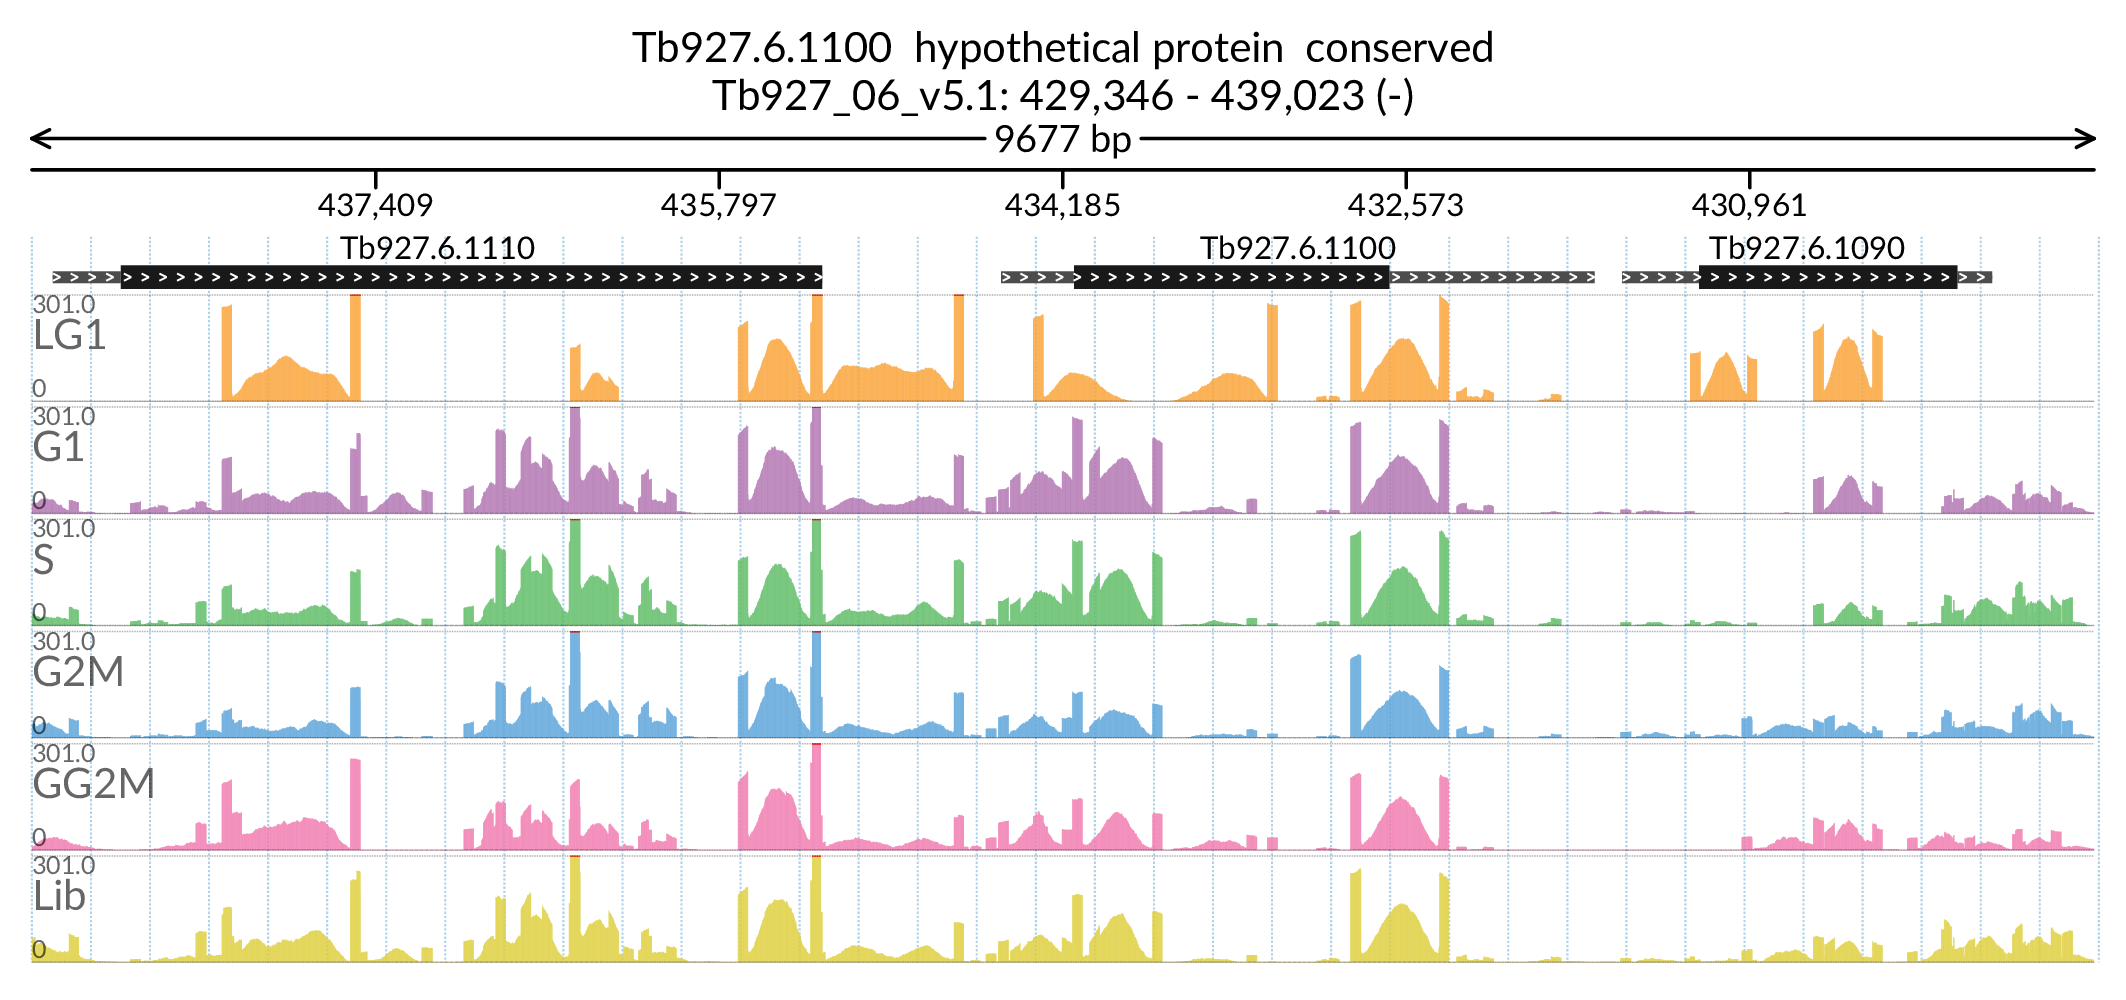 Tb927.6.1100 hypothetical protein conserved
Tb927_06_v5.1: 429,346 - 439,023 (-)
9677 bp
437,409 435,797 434,185 432,573 430,961
Tb927.6.1110 Tb927.6.1100 Tb927.6.1090
301.0
LG1
0
301.0
G1
0
301.0
S
0
301.0
G2M
0
301.0
GG2M
0
301.0
Lib
0